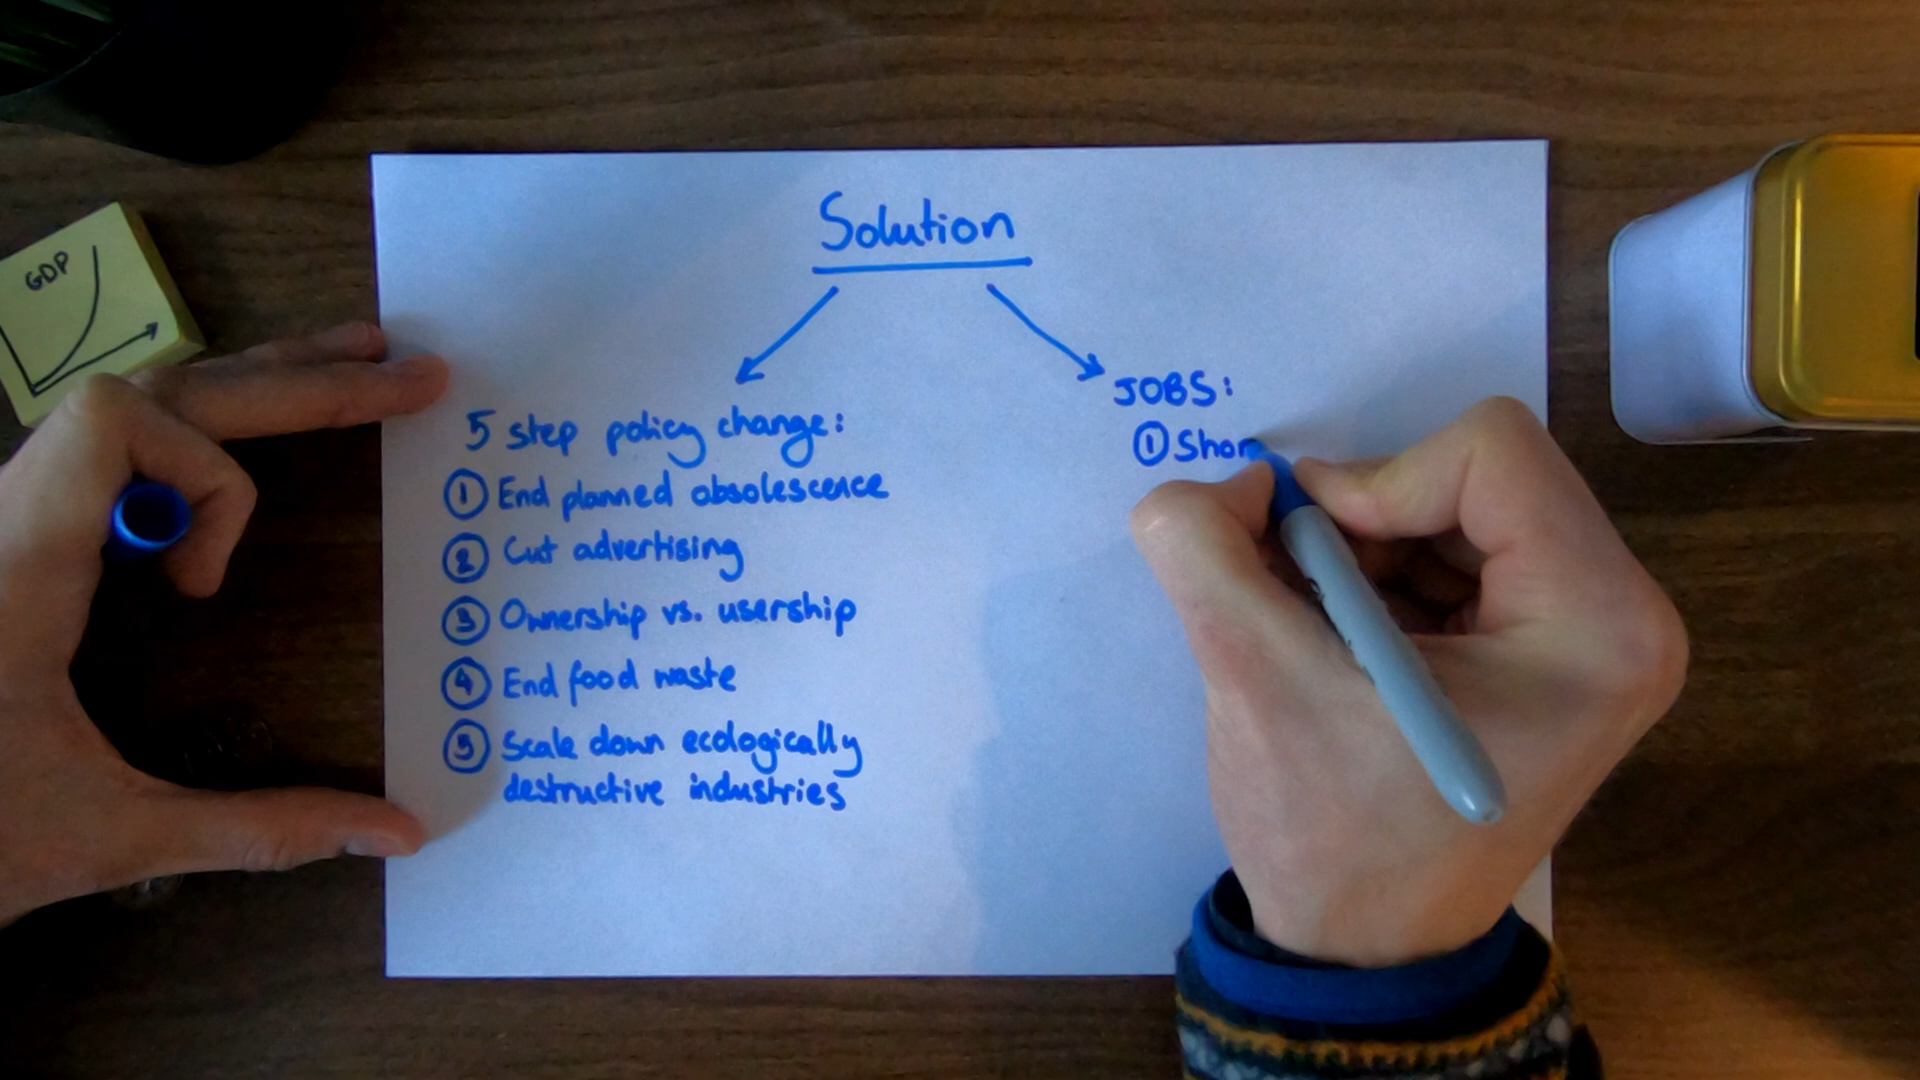 Solution
GDP
5 step policy change:
① End planned obsolescence
② Cut advertising
③ Ownership vs. usership
④ End food waste
⑤ Scale down ecologically
destructive industries
JOBS:
① Shor